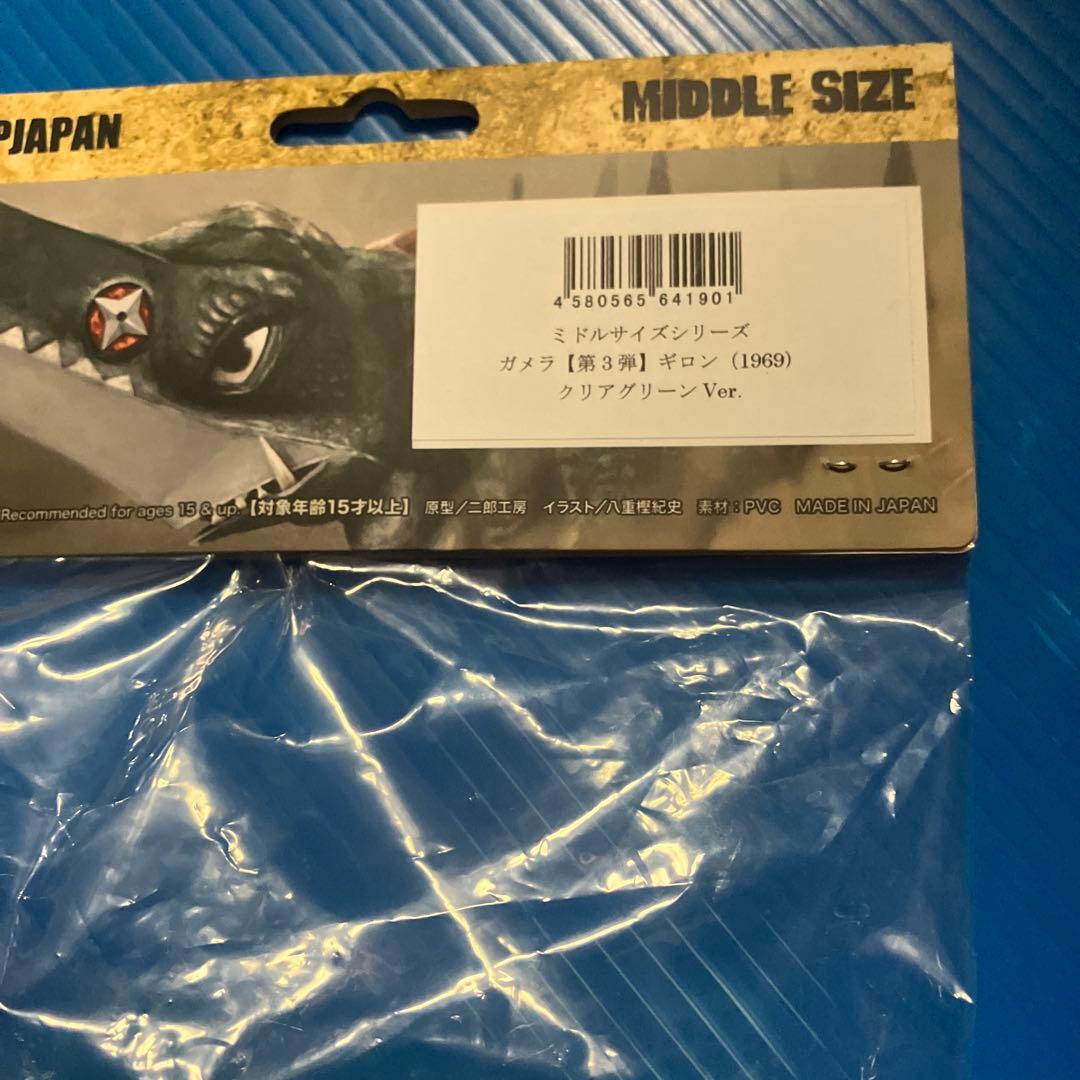 PJAPAN
MIDDLE SIZE
4 580565 641901
ミドルサイズシリーズ
ガメラ【第3弾】ギロン（1969）
クリアグリーンVer.
Recommended for ages 15 & up.【対象年齢15才以上】 原型／二郎工房 イラスト／八重樫紀史 素材：PVC MADE IN JAPAN